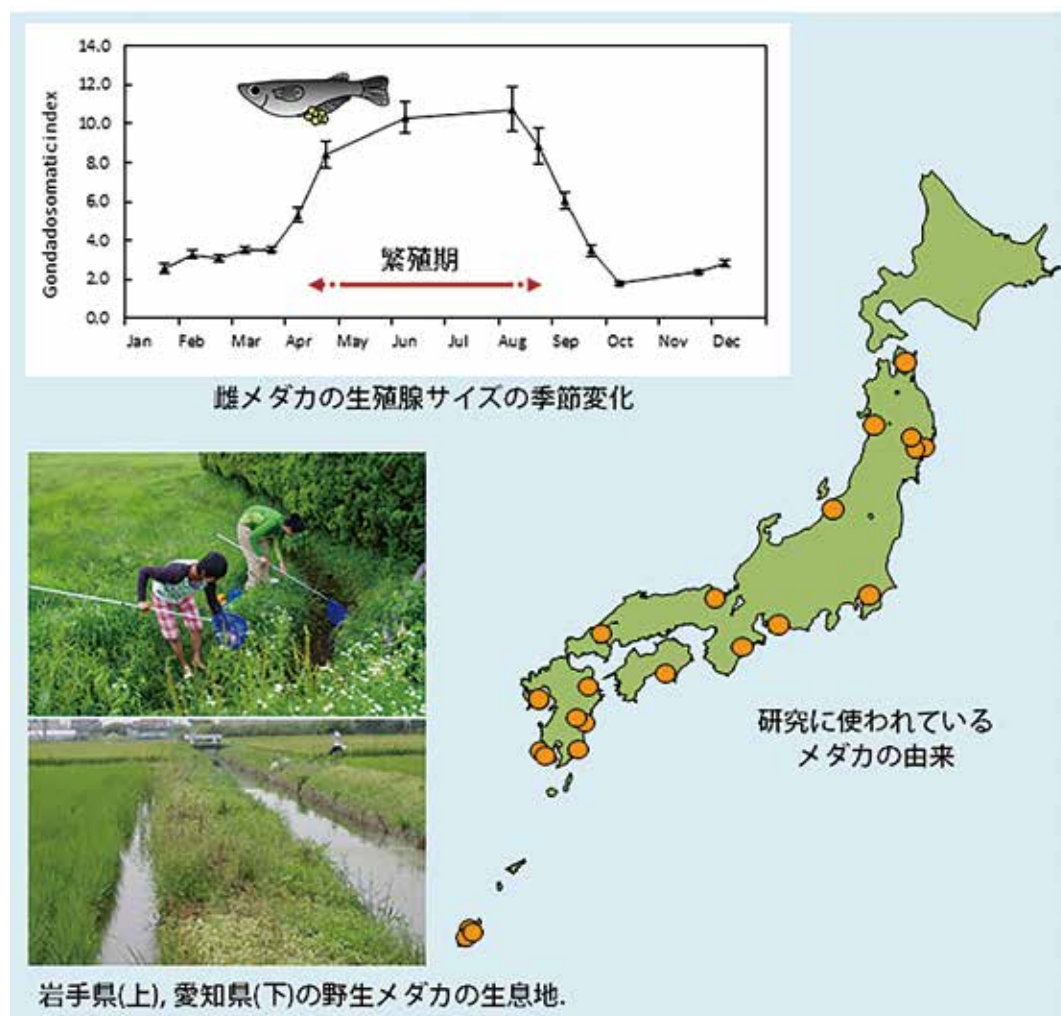 Gondadosomatic index
14.0
12.0
10.0
8.0
6.0
4.0
2.0
0.0
繁殖期
Jan Feb Mar Apr May Jun Jul Aug Sep Oct Nov Dec
雌メダカの生殖腺サイズの季節変化
研究に使われている
メダカの由来
岩手県(上), 愛知県(下)の野生メダカの生息地.